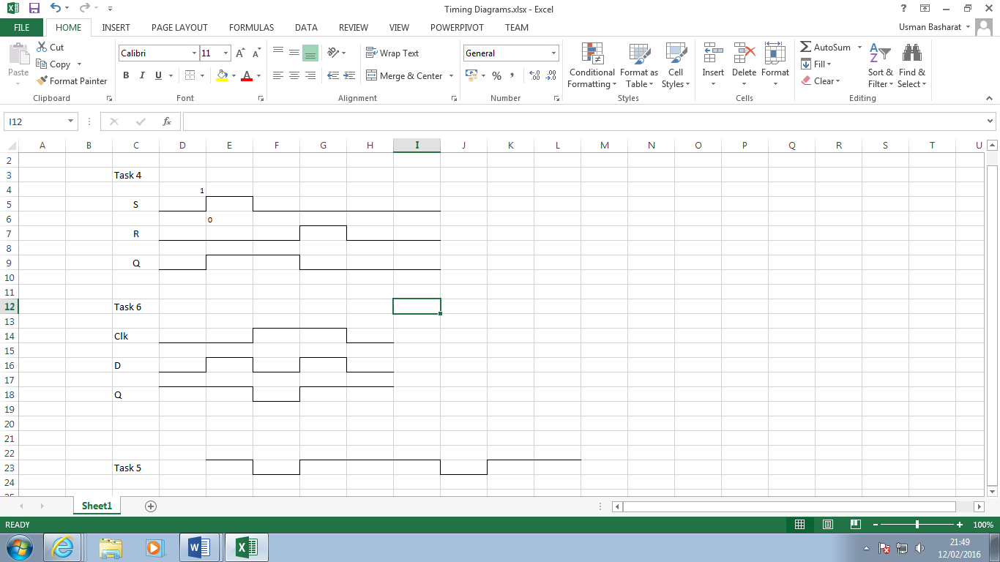 Timing Diagrams.xlsx - Excel
FILE HOME INSERT PAGE LAYOUT FORMULAS DATA REVIEW VIEW POWERPIVOT TEAM Usman Basharat
Paste
Cut
Copy
Format Painter
Clipboard
Calibri 11
B I U
Font
Wrap Text
Merge & Center
Alignment
General
%
Number
Conditional Formatting
Format as Table
Cell Styles
Styles
Insert Delete Format
Cells
AutoSum
Fill
Clear
Sort & Filter
Find & Select
Editing
I12 fx
A B C D E F G H I J K L M N O P Q R S T U
2
3 Task 4
4 1
5 S
6 0
7 R
8
9 Q
10
11
12 Task 6
13
14 Clk
15
16 D
17
18 Q
19
20
21
22
23 Task 5
24
25
Sheet1
READY 100%
21:49
12/02/2016